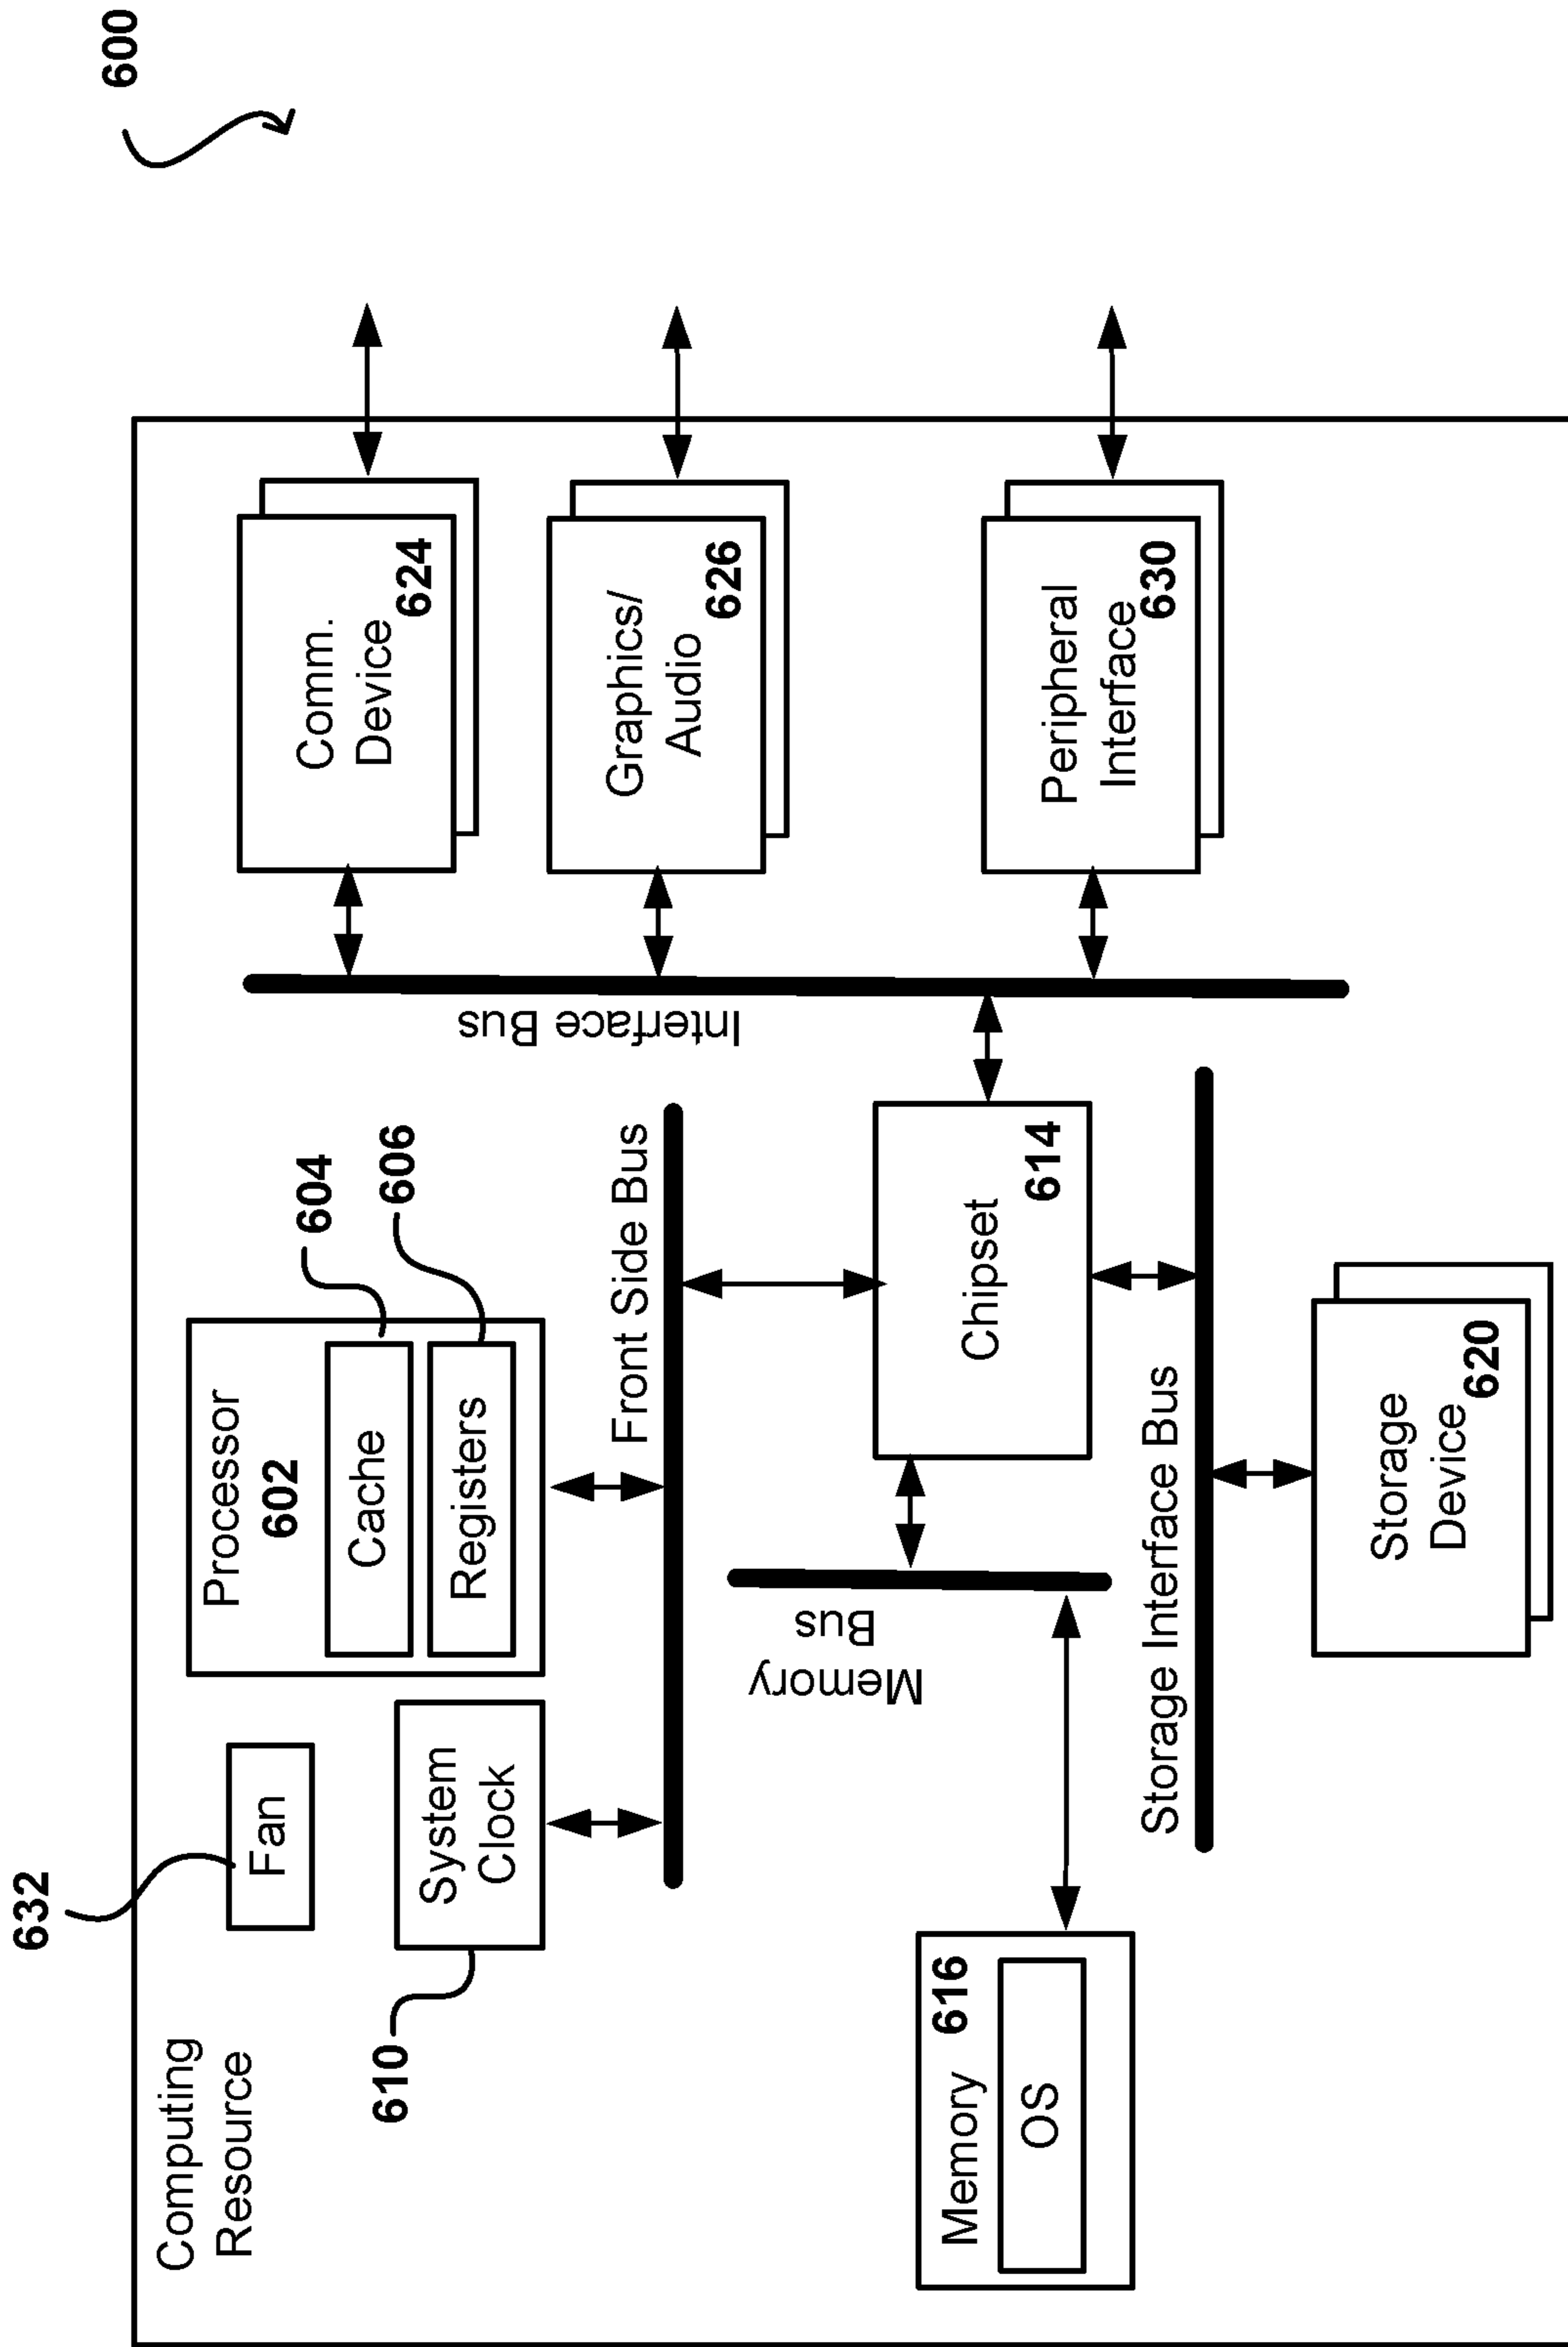 600
632
Computing
Resource
Fan
Processor
602
Cache
604
Registers
606
610
System
Clock
Front Side Bus
Interface Bus
Comm.
Device
624
Graphics/
Audio
626
Peripheral
Interface
630
Chipset
614
Memory
Bus
Memory
616
OS
Storage Interface Bus
Storage
Device
620